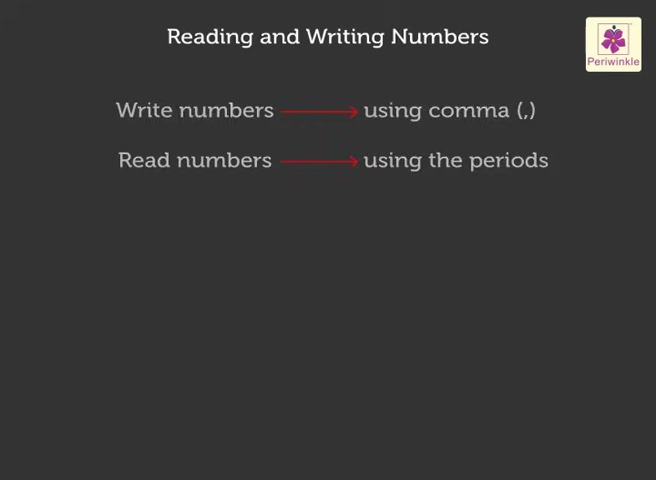 Reading and Writing Numbers
Periwinkle
Write numbers using comma (,)
Read numbers using the periods